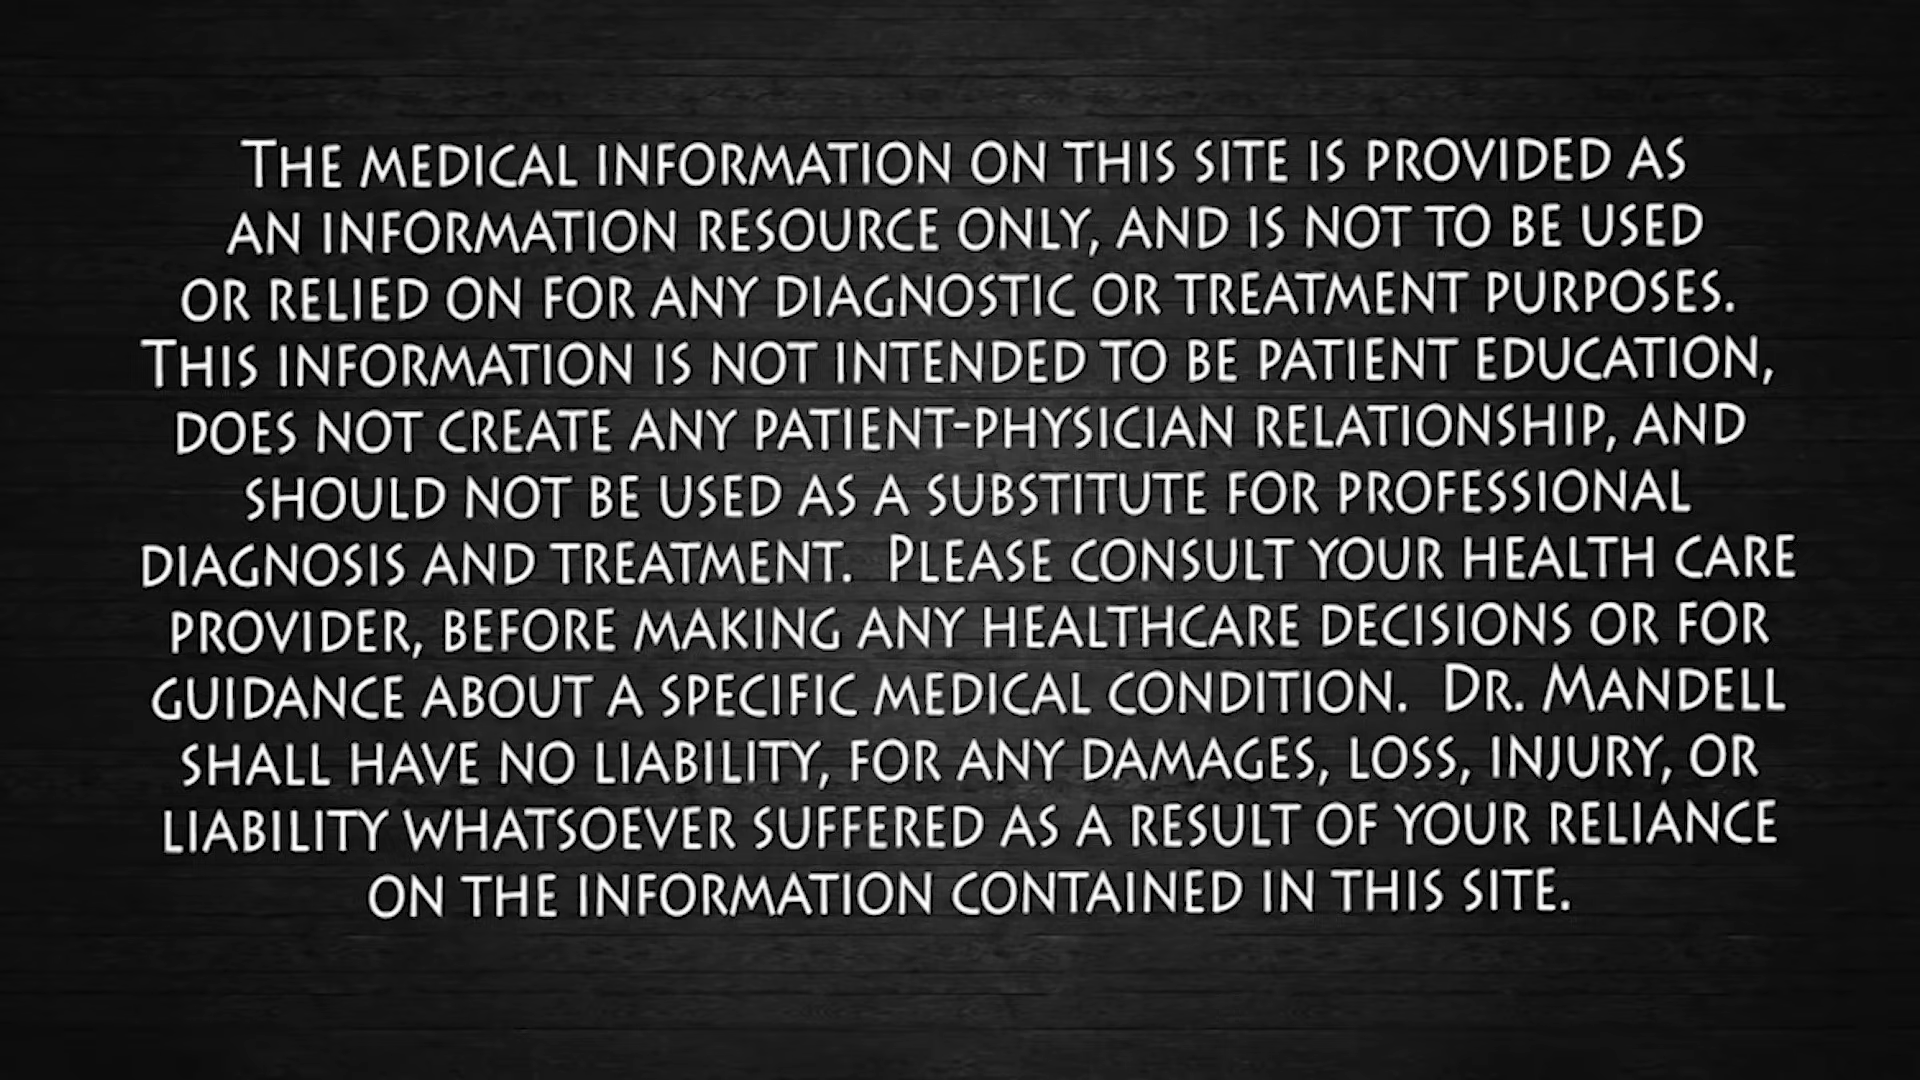 The medical information on this site is provided as
an information resource only, and is not to be used
or relied on for any diagnostic or treatment purposes.
This information is not intended to be patient education,
does not create any patient-physician relationship, and
should not be used as a substitute for professional
diagnosis and treatment.  Please consult your health care
provider, before making any healthcare decisions or for
guidance about a specific medical condition.  Dr. Mandell
shall have no liability, for any damages, loss, injury, or
liability whatsoever suffered as a result of your reliance
on the information contained in this site.